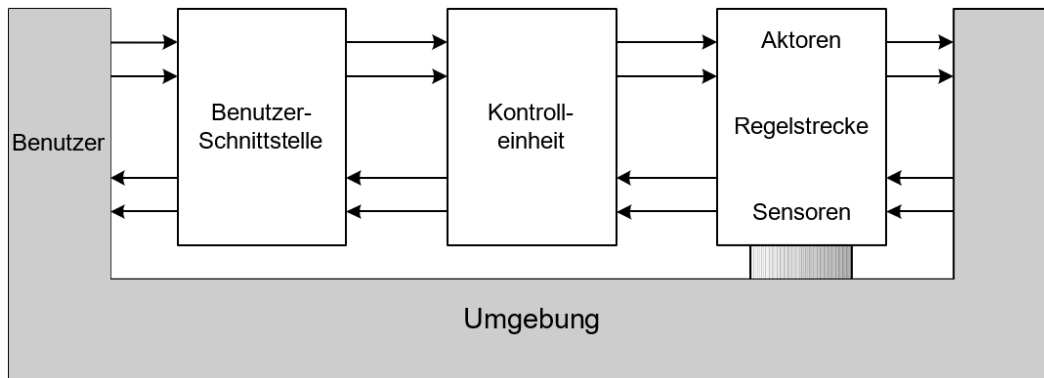 Benutzer
Benutzer-
Schnittstelle
Kontroll-
einheit
Aktoren
Regelstrecke
Sensoren
Umgebung